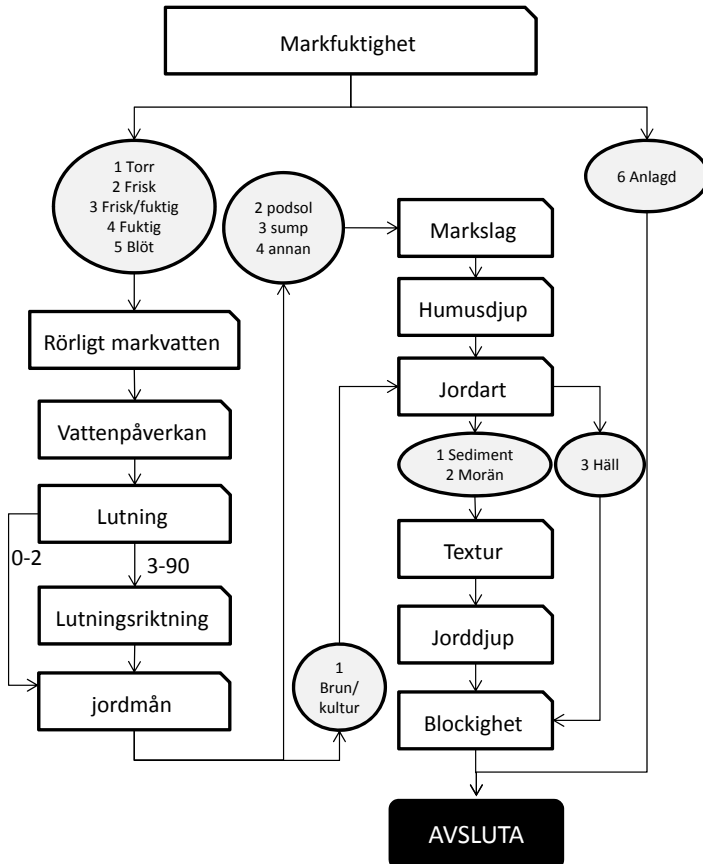 Markfuktighet
1 Torr
2 Frisk
3 Frisk/fuktig
4 Fuktig
5 Blöt
6 Anlagd
2 podsol
3 sump
4 annan
Markslag
Humusdjup
Rörligt markvatten
Jordart
Vattenpåverkan
1 Sediment
2 Morän
3 Häll
Lutning
0-2
3-90
Textur
Lutningsriktning
Jorddjup
1
Brun/
kultur
jordmån
Blockighet
AVSLUTA